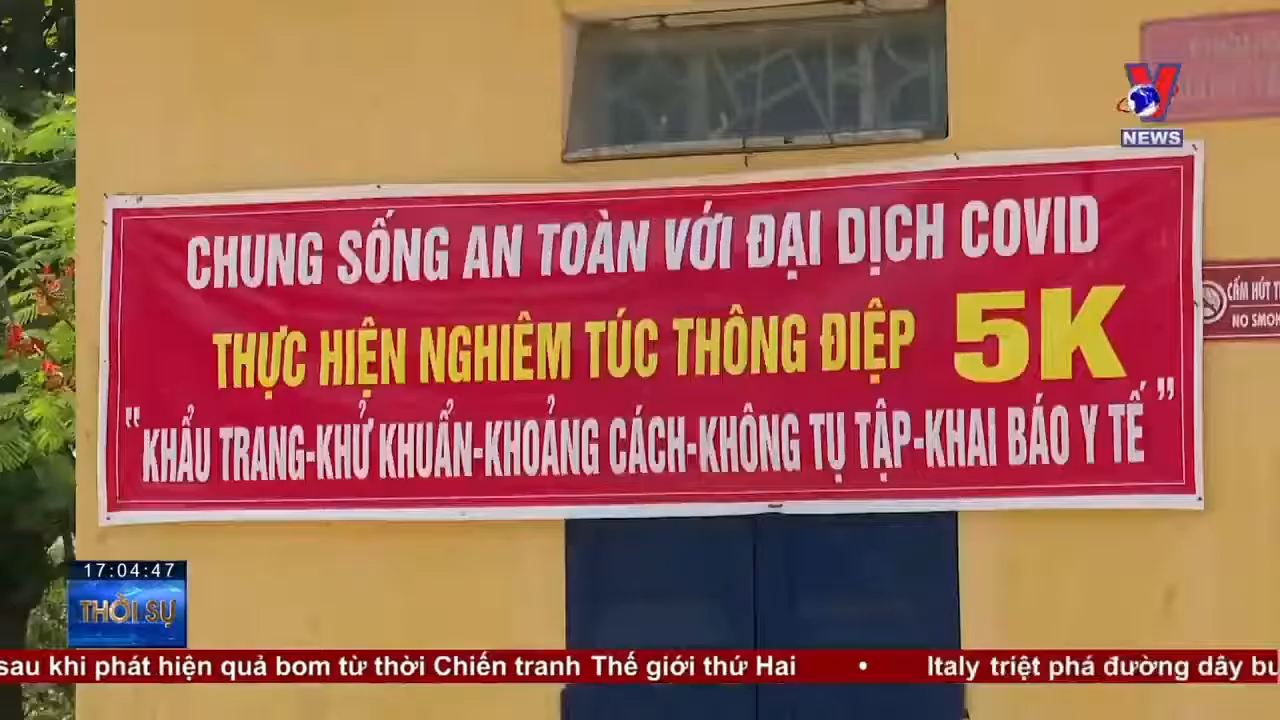 NEWS
CHUNG SỐNG AN TOÀN VỚI ĐẠI DỊCH COVID
THỰC HIỆN NGHIÊM TÚC THÔNG ĐIỆP 5K
"KHẨU TRANG-KHỬ KHUẨN-KHOẢNG CÁCH-KHÔNG TỤ TẬP-KHAI BÁO Y TẾ"
CẤM HÚT
NO SMOK
17:04:47
THỜI SỰ
sau khi phát hiện quả bom từ thời Chiến tranh Thế giới thứ Hai • Italy triệt phá đường dây bu